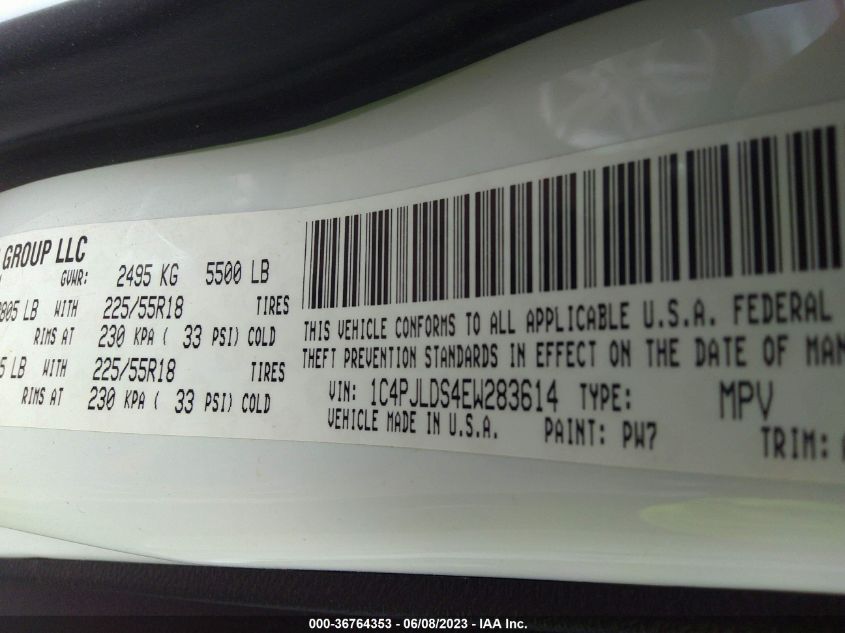 GROUP LLC
GVWR: 2495 KG 5500 LB
805 LB WITH 225/55R18 TIRES
RIMS AT 230 KPA ( 33 PSI) COLD
5 LB WITH 225/55R18 TIRES
RIMS AT 230 KPA ( 33 PSI) COLD
THIS VEHICLE CONFORMS TO ALL APPLICABLE U.S.A. FEDERAL
THEFT PREVENTION STANDARDS IN EFFECT ON THE DATE OF MAN
VIN: 1C4PJLDS4EW283614 TYPE: MPV
VEHICLE MADE IN U.S.A. PAINT: PW7 TRIM:
000-36764353 - 06/08/2023 - IAA Inc.